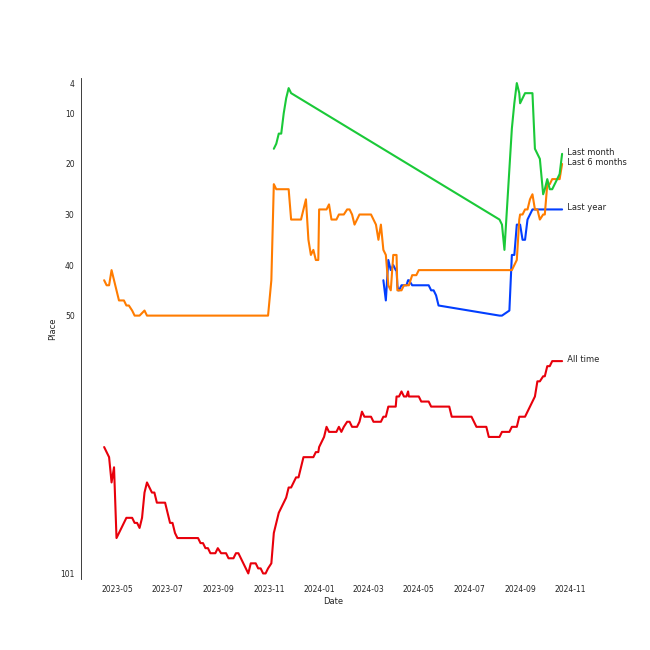 4
10
20
30
40
50
101
Place
Last month
Last 6 months
Last year
All time
2023-05
2023-07
2023-09
2023-11
2024-01
2024-03
2024-05
2024-07
2024-09
2024-11
Date